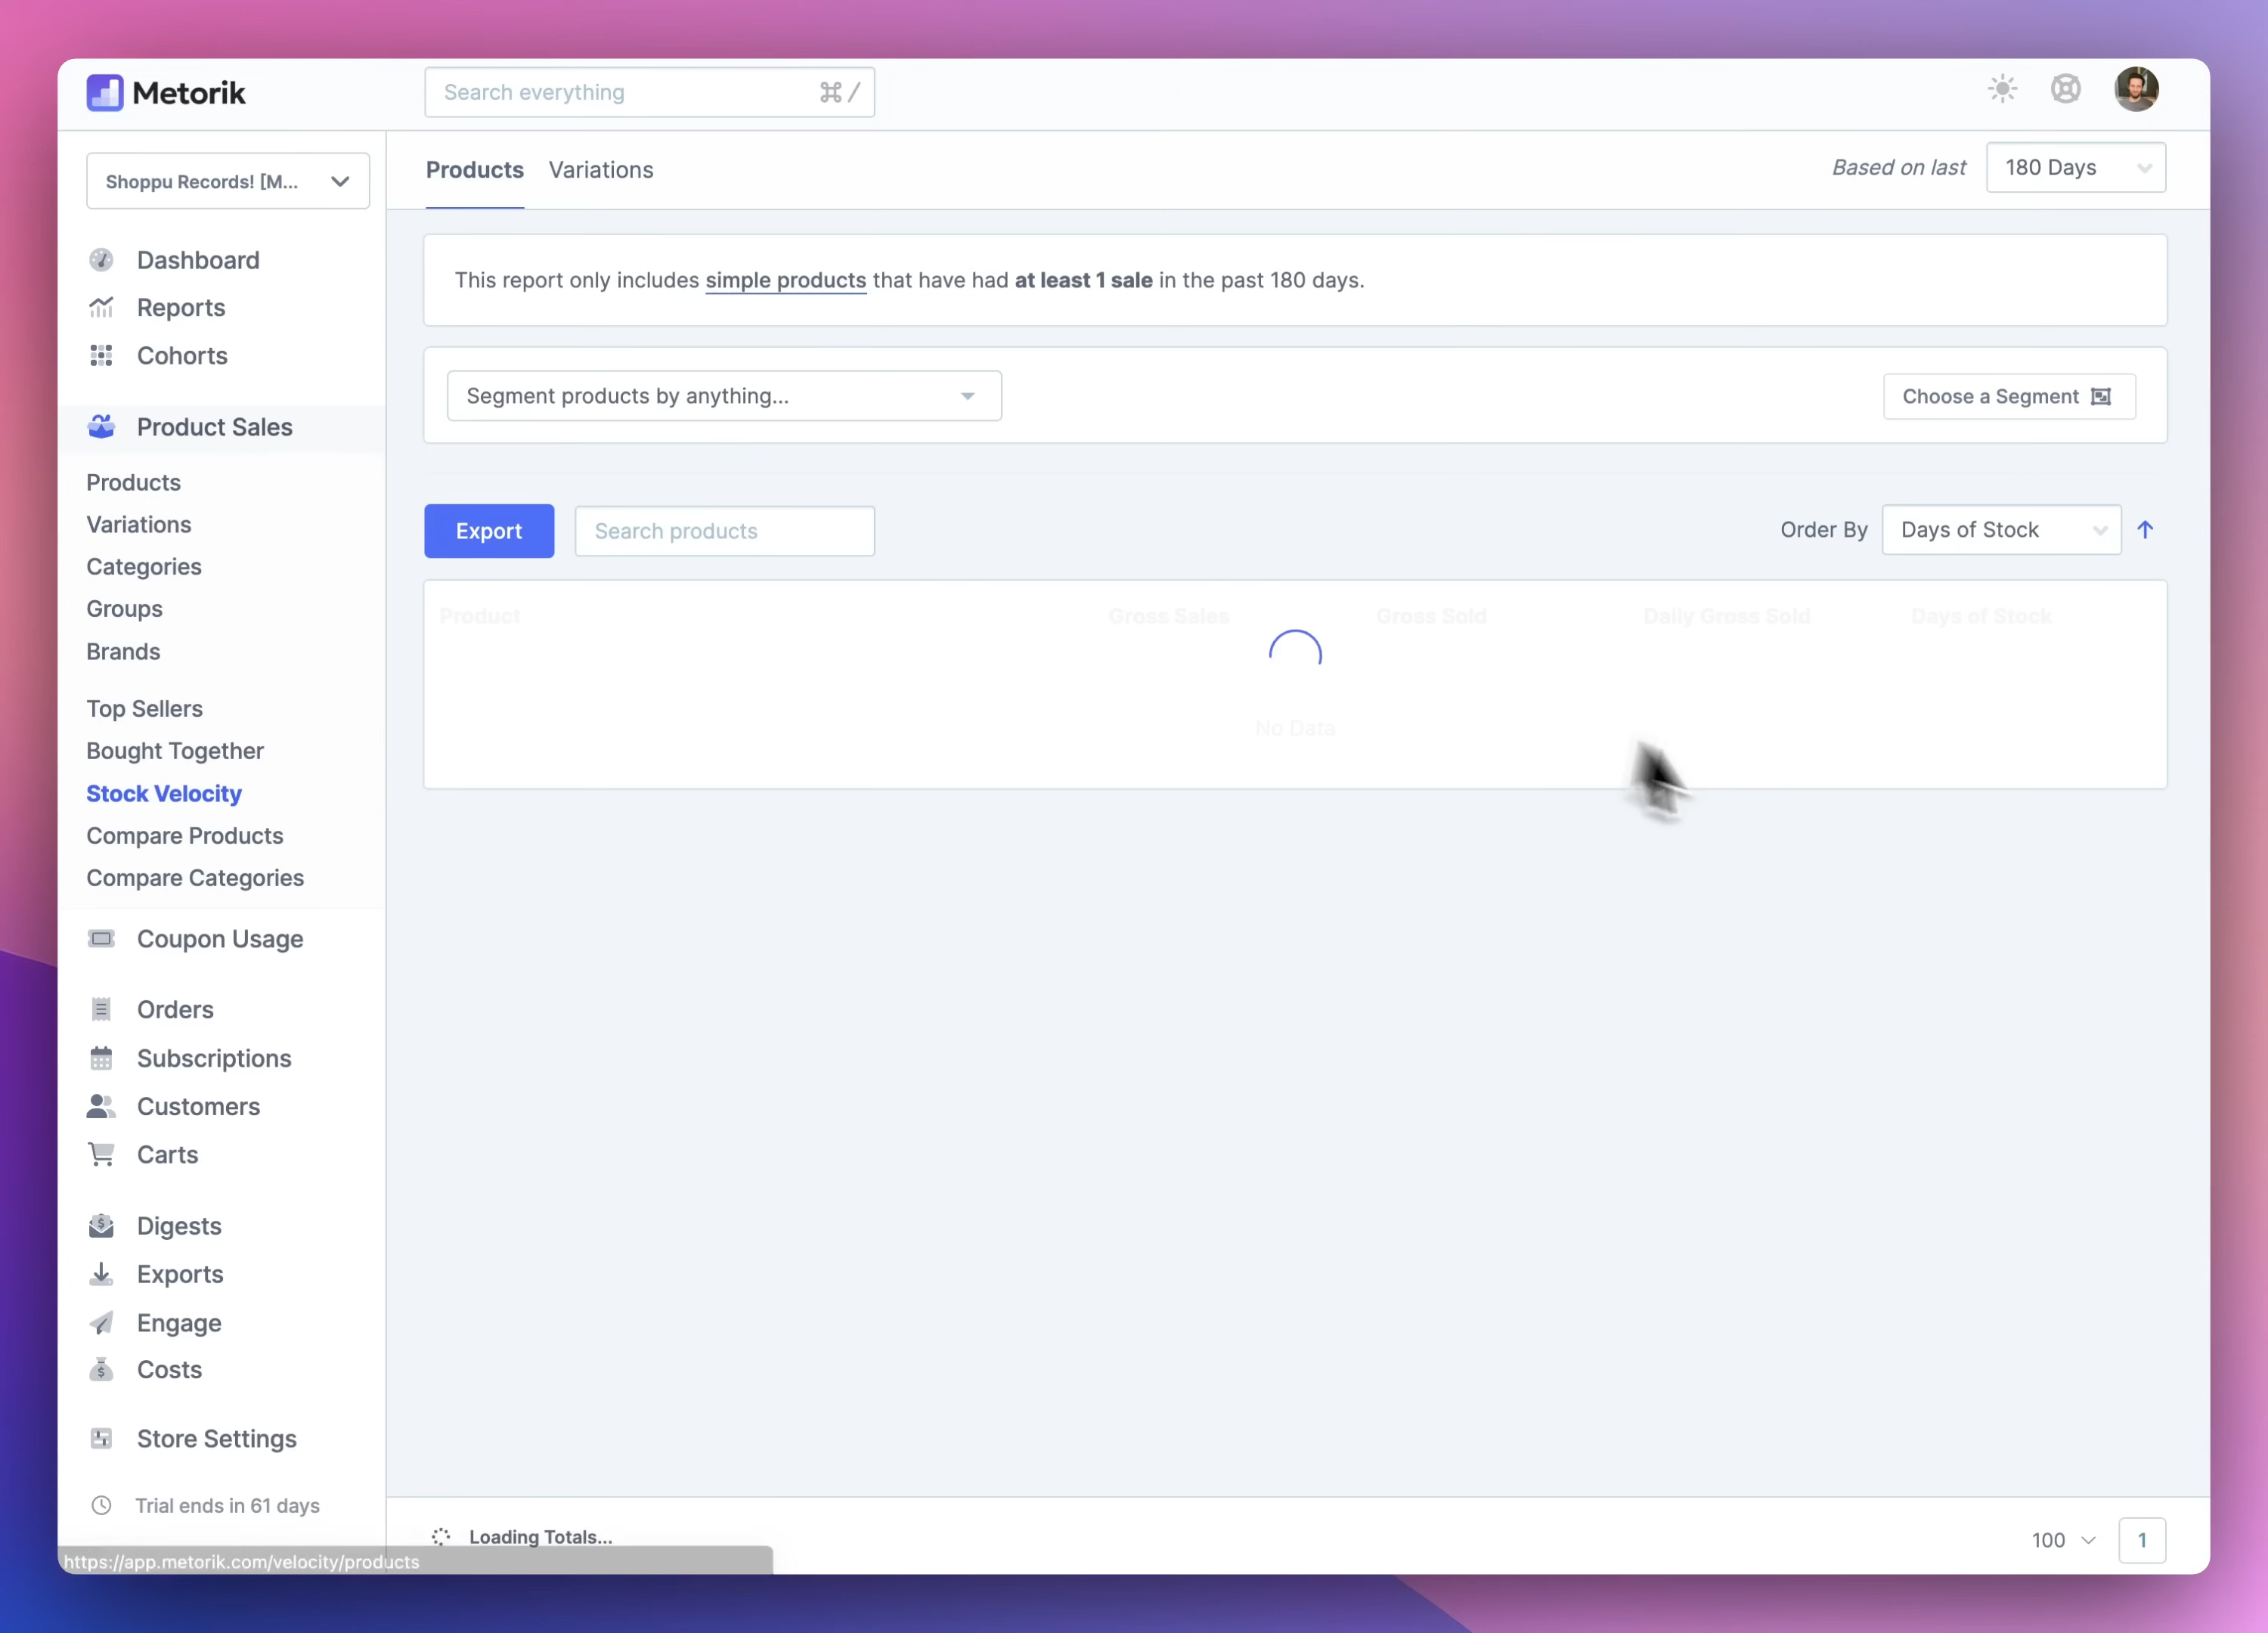 Metorik
Search everything
⌘ /
Shoppu Records! [M...
Products Variations
Based on last 180 Days
Dashboard
Reports
Cohorts
Product Sales
Products
Variations
Categories
Groups
Brands
Top Sellers
Bought Together
Stock Velocity
Compare Products
Compare Categories
Coupon Usage
Orders
Subscriptions
Customers
Carts
Digests
Exports
Engage
Costs
Store Settings
Trial ends in 61 days
https://app.metorik.com/velocity/products
This report only includes simple products that have had at least 1 sale in the past 180 days.
Segment products by anything...
Choose a Segment
Export
Search products
Order By Days of Stock
Product Gross Sales Gross Sold Daily Gross Sold Days of Stock
No Data
Loading Totals...
100
1